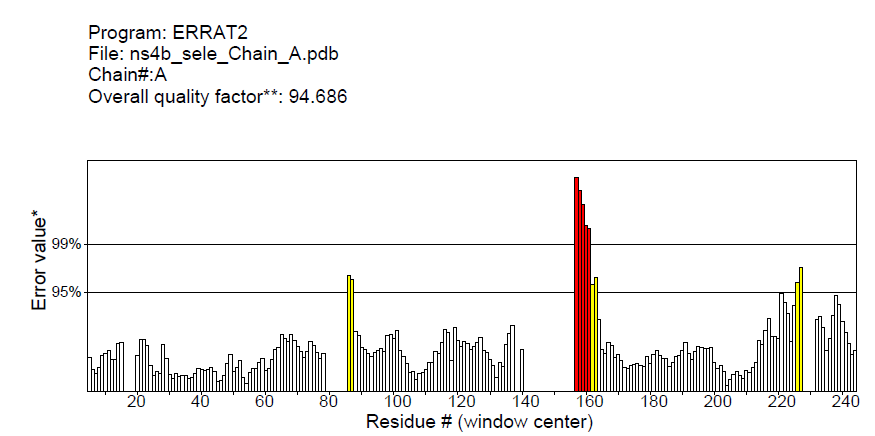 Program: ERRAT2
File: ns4b_sele_Chain_A.pdb
Chain#:A
Overall quality factor**: 94.686
Error value*
99%
95%
20 40 60 80 100 120 140 160 180 200 220 240
Residue # (window center)